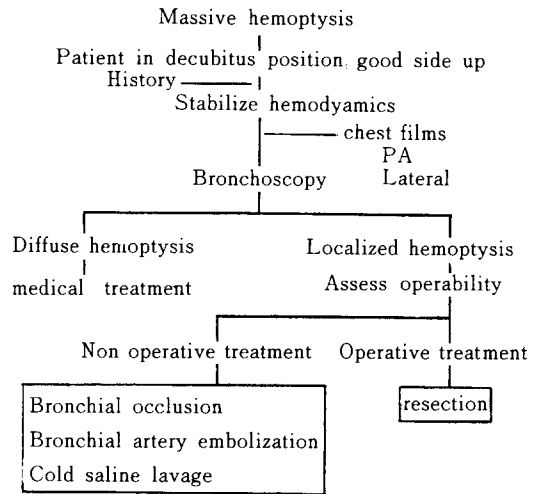 Massive hemoptysis
Patient in decubitus position, good side up
History
Stabilize hemodyamics
chest films
PA
Bronchoscopy Lateral
Diffuse hemoptysis Localized hemoptysis
medical treatment Assess operability
Non operative treatment Operative treatment
Bronchial occlusion resection
Bronchial artery embolization
Cold saline lavage